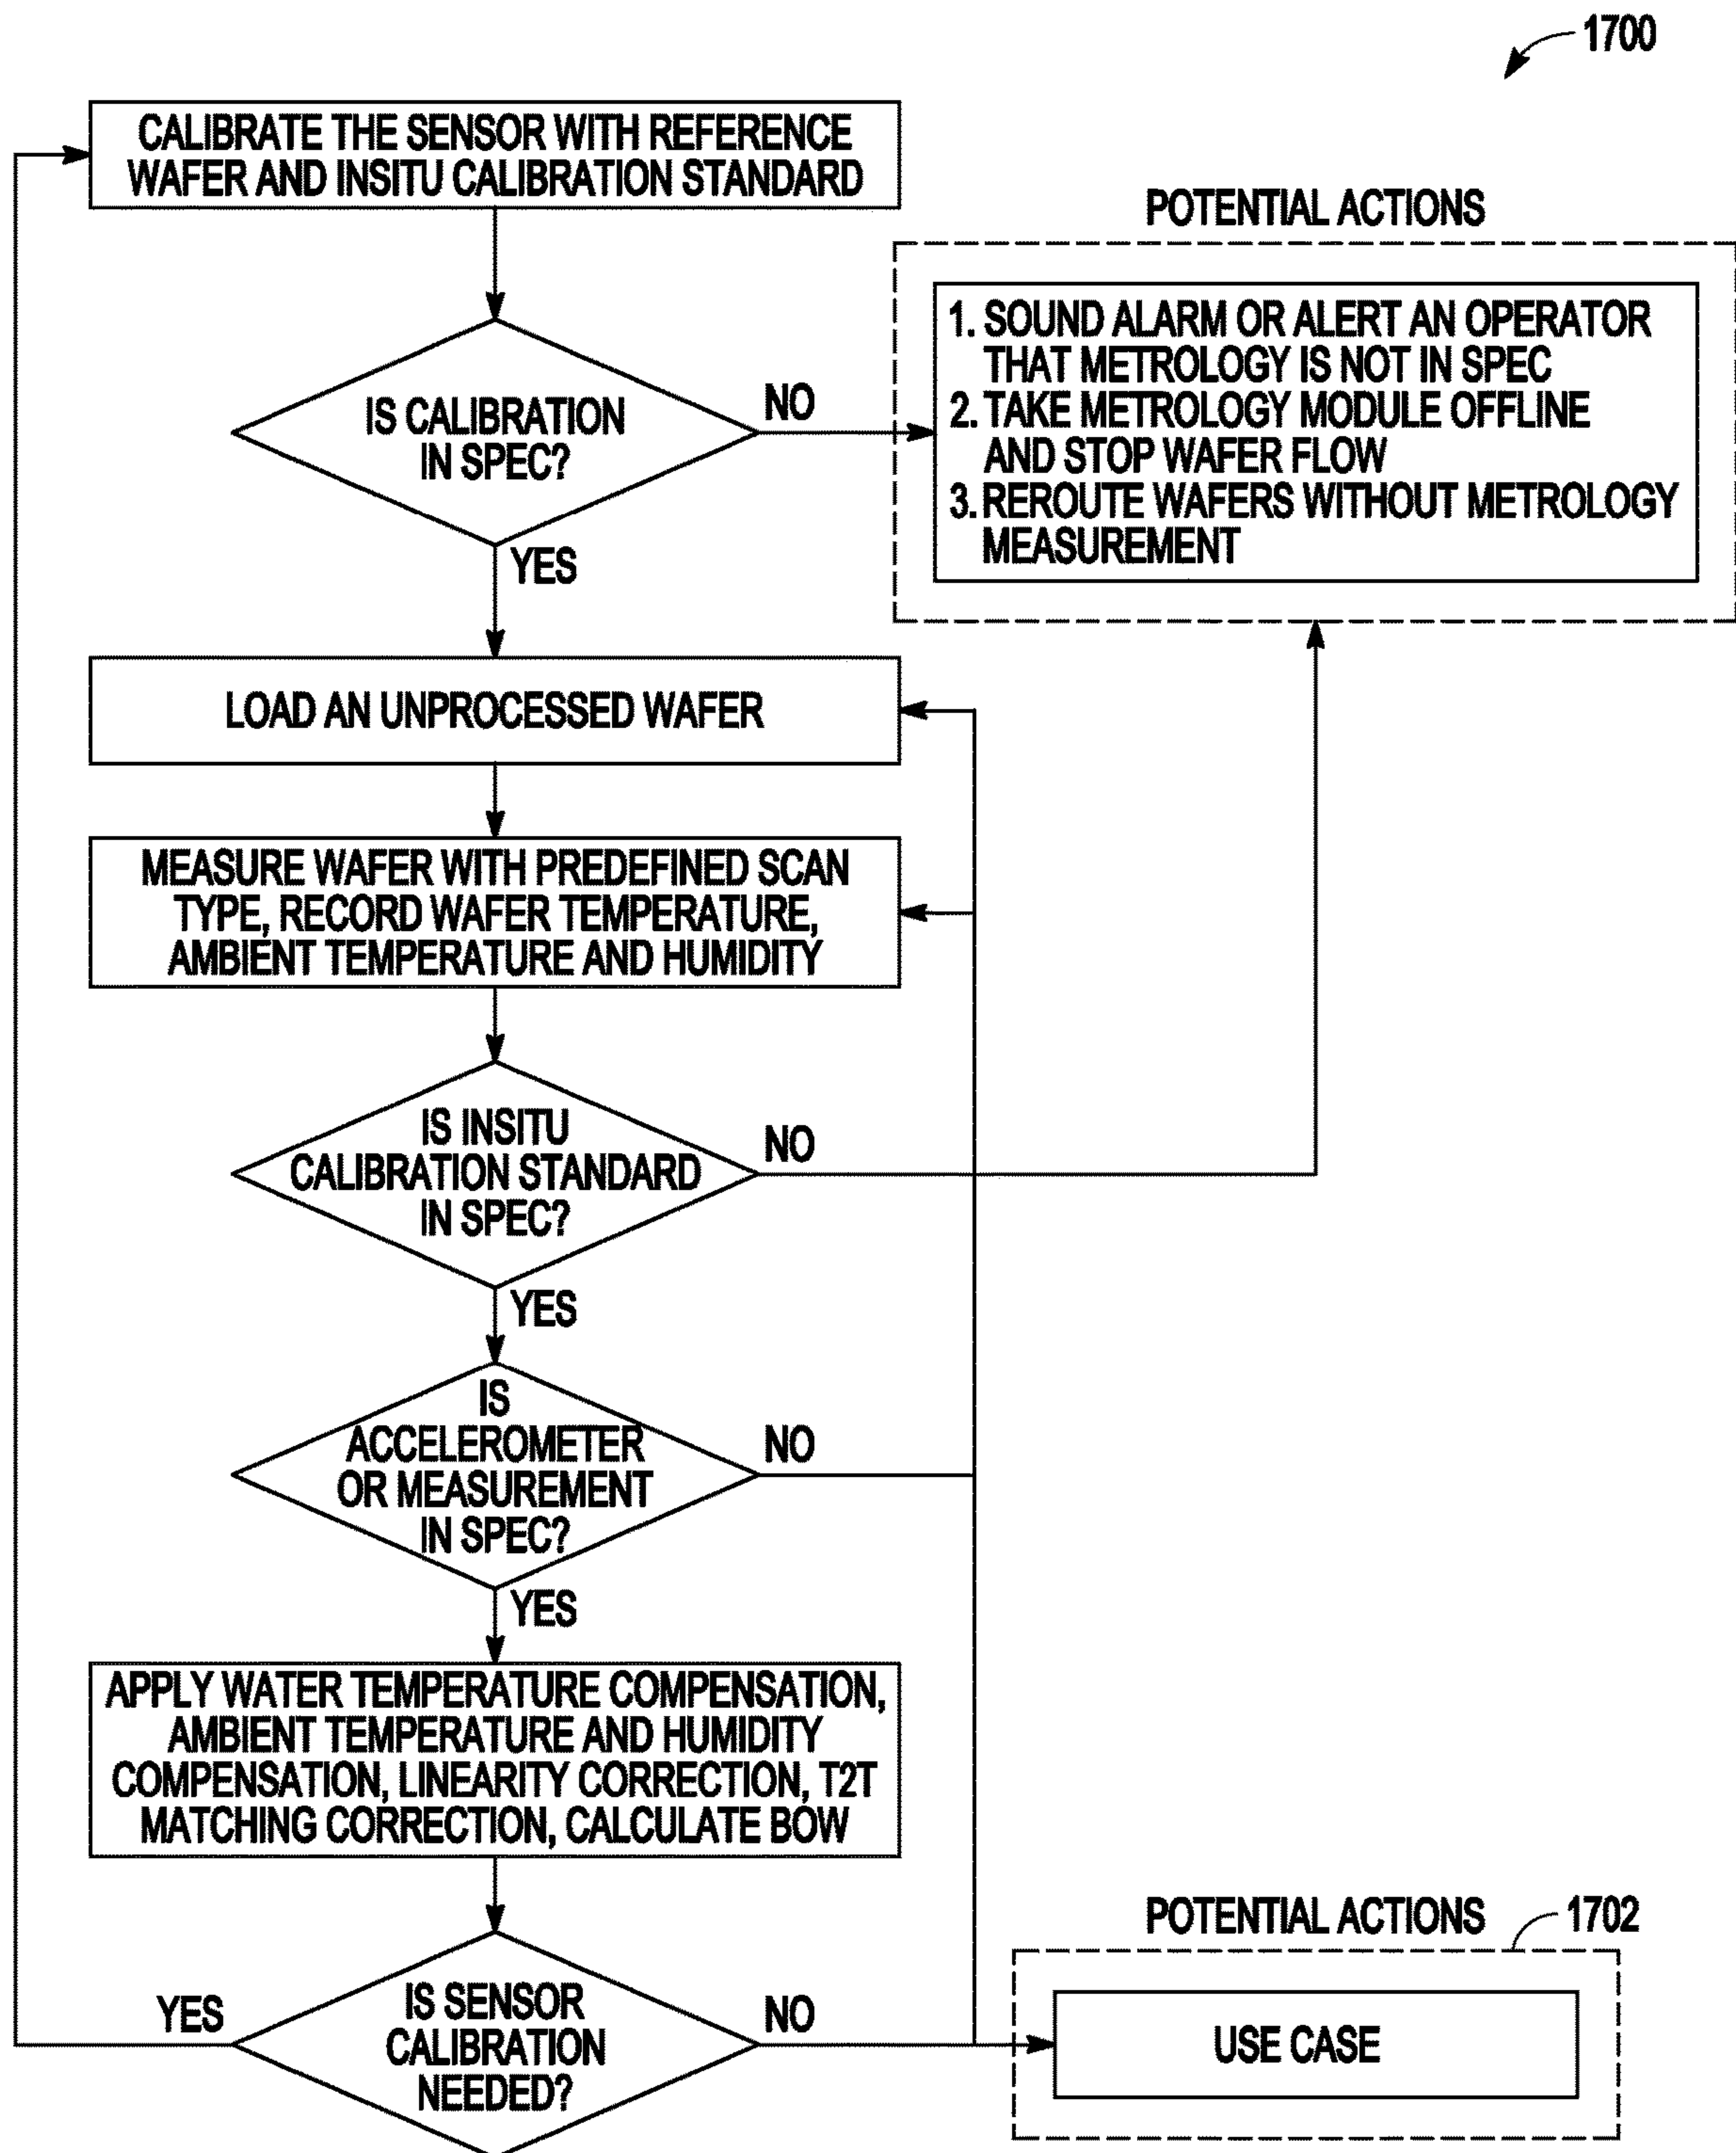 1700
CALIBRATE THE SENSOR WITH REFERENCE
WAFER AND INSITU CALIBRATION STANDARD
POTENTIAL ACTIONS
1. SOUND ALARM OR ALERT AN OPERATOR
THAT METROLOGY IS NOT IN SPEC
2. TAKE METROLOGY MODULE OFFLINE
AND STOP WAFER FLOW
3. REROUTE WAFERS WITHOUT METROLOGY
MEASUREMENT
IS CALIBRATION
IN SPEC?
NO
YES
LOAD AN UNPROCESSED WAFER
MEASURE WAFER WITH PREDEFINED SCAN
TYPE, RECORD WAFER TEMPERATURE,
AMBIENT TEMPERATURE AND HUMIDITY
IS INSITU
CALIBRATION STANDARD
IN SPEC?
NO
YES
IS
ACCELEROMETER
OR MEASUREMENT
IN SPEC?
NO
YES
APPLY WATER TEMPERATURE COMPENSATION,
AMBIENT TEMPERATURE AND HUMIDITY
COMPENSATION, LINEARITY CORRECTION, T2T
MATCHING CORRECTION, CALCULATE BOW
YES
IS SENSOR
CALIBRATION
NEEDED?
NO
POTENTIAL ACTIONS
1702
USE CASE